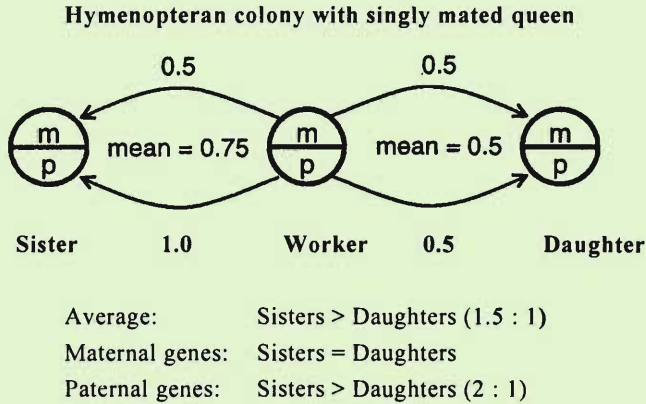 Hymenopteran colony with singly mated queen
0.5 0.5
m m m
mean = 0.75 mean = 0.5
p p p
Sister 1.0 Worker 0.5 Daughter
Average: Sisters > Daughters (1.5 : 1)
Maternal genes: Sisters = Daughters
Paternal genes: Sisters > Daughters (2 : 1)